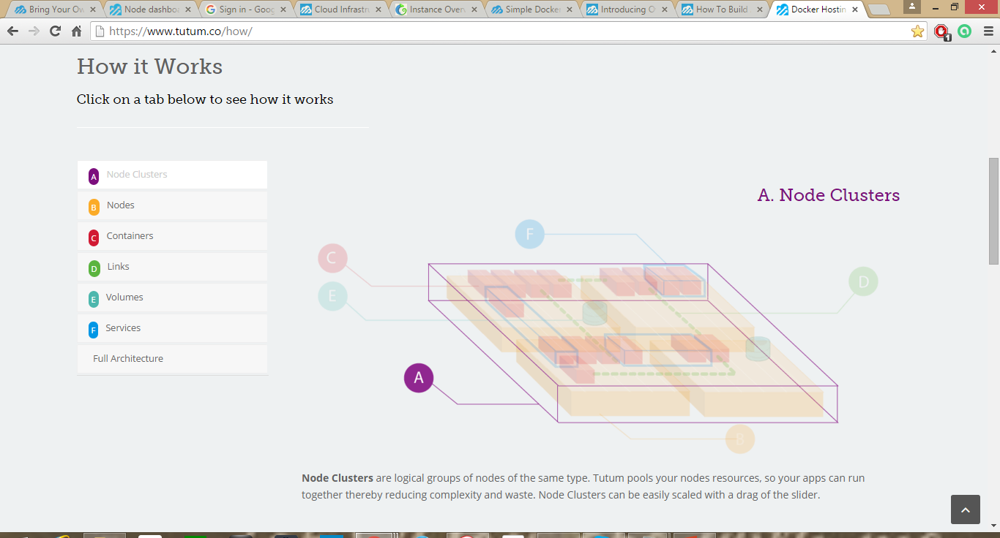 Bring Your Ow
Node dashboa
Sign in - Goog
Cloud Infrastru
Instance Over
Simple Docker
Introducing O
How To Build
Docker Hostin
https://www.tutum.co/how/
1
How it Works
Click on a tab below to see how it works
A Node Clusters
B Nodes
C Containers
D Links
E Volumes
F Services
Full Architecture
A. Node Clusters
F
C
D
E
A
B
Node Clusters are logical groups of nodes of the same type. Tutum pools your nodes resources, so your apps can run
together thereby reducing complexity and waste. Node Clusters can be easily scaled with a drag of the slider.